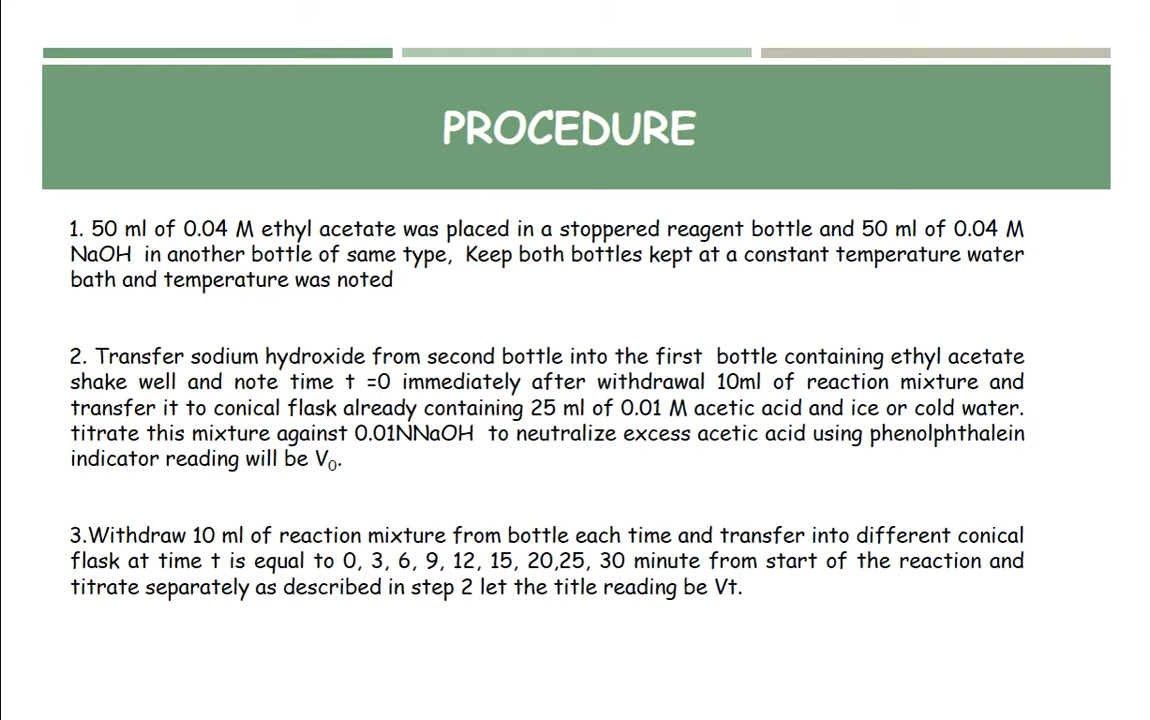 PROCEDURE
1. 50 ml of 0.04 M ethyl acetate was placed in a stoppered reagent bottle and 50 ml of 0.04 M
NaOH in another bottle of same type, Keep both bottles kept at a constant temperature water
bath and temperature was noted
2. Transfer sodium hydroxide from second bottle into the first bottle containing ethyl acetate
shake well and note time t =0 immediately after withdrawal 10ml of reaction mixture and
transfer it to conical flask already containing 25 ml of 0.01 M acetic acid and ice or cold water.
titrate this mixture against 0.01NNaOH to neutralize excess acetic acid using phenolphthalein
indicator reading will be V₀.
3.Withdraw 10 ml of reaction mixture from bottle each time and transfer into different conical
flask at time t is equal to 0, 3, 6, 9, 12, 15, 20,25, 30 minute from start of the reaction and
titrate separately as described in step 2 let the title reading be Vt.